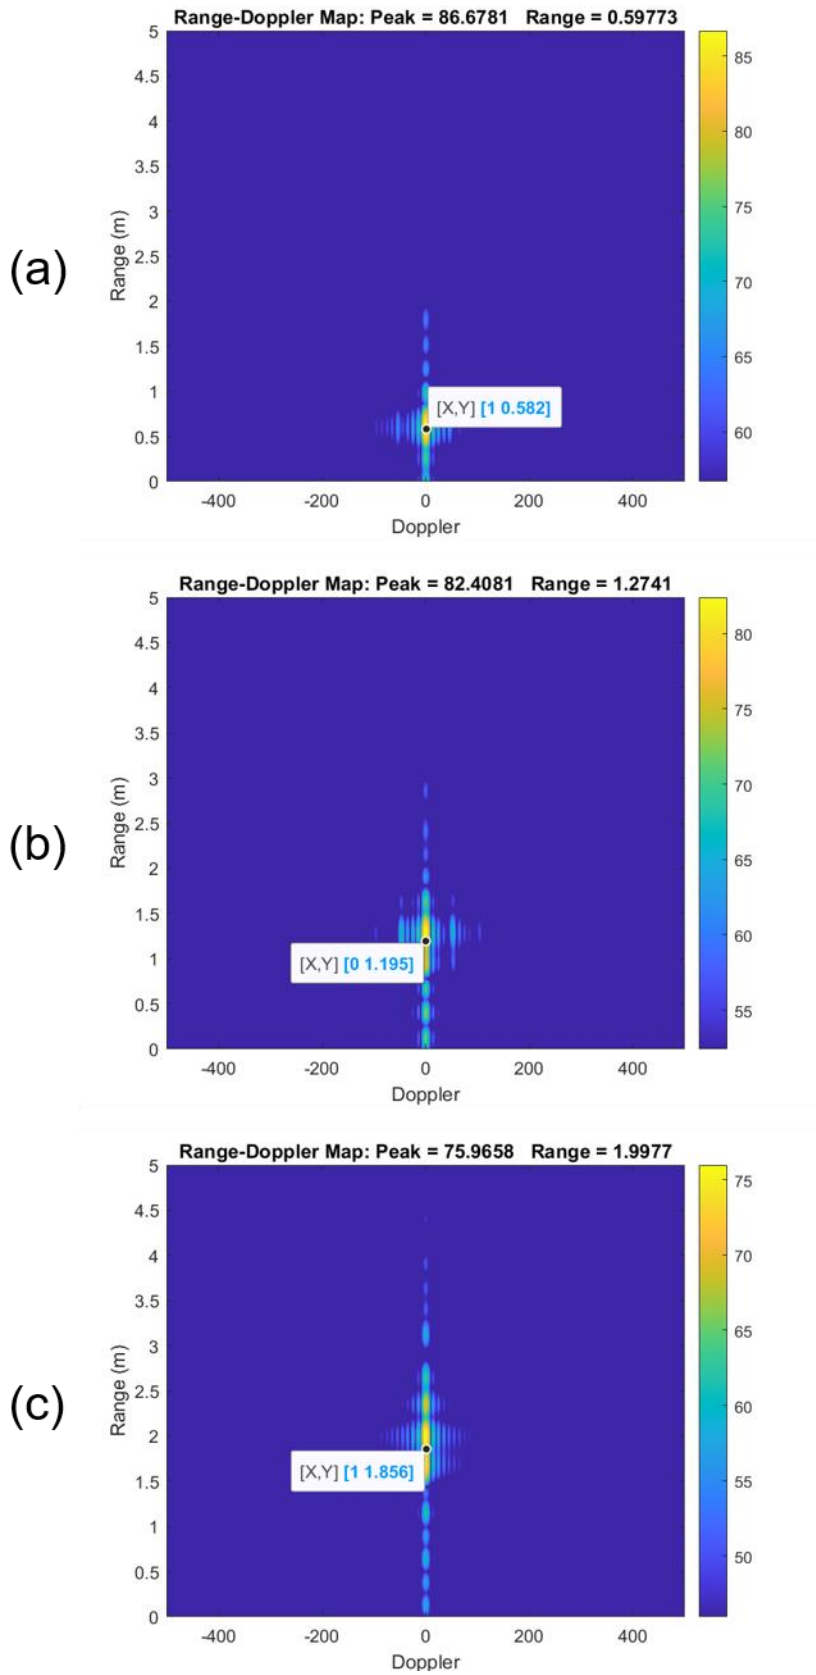 Range-Doppler Map: Peak = 86.6781 Range = 0.59773
5
4.5
4
3.5
3
2.5
2
1.5
1
0.5
0
Range (m)
(a)
[X,Y] [1 0.582]
-400 -200 0 200 400
Doppler
85
80
75
70
65
60
Range-Doppler Map: Peak = 82.4081 Range = 1.2741
5
4.5
4
3.5
3
2.5
2
1.5
1
0.5
0
Range (m)
(b)
[X,Y] [0 1.195]
-400 -200 0 200 400
Doppler
80
75
70
65
60
55
Range-Doppler Map: Peak = 75.9658 Range = 1.9977
5
4.5
4
3.5
3
2.5
2
1.5
1
0.5
0
Range (m)
(c)
[X,Y] [1 1.856]
-400 -200 0 200 400
Doppler
75
70
65
60
55
50